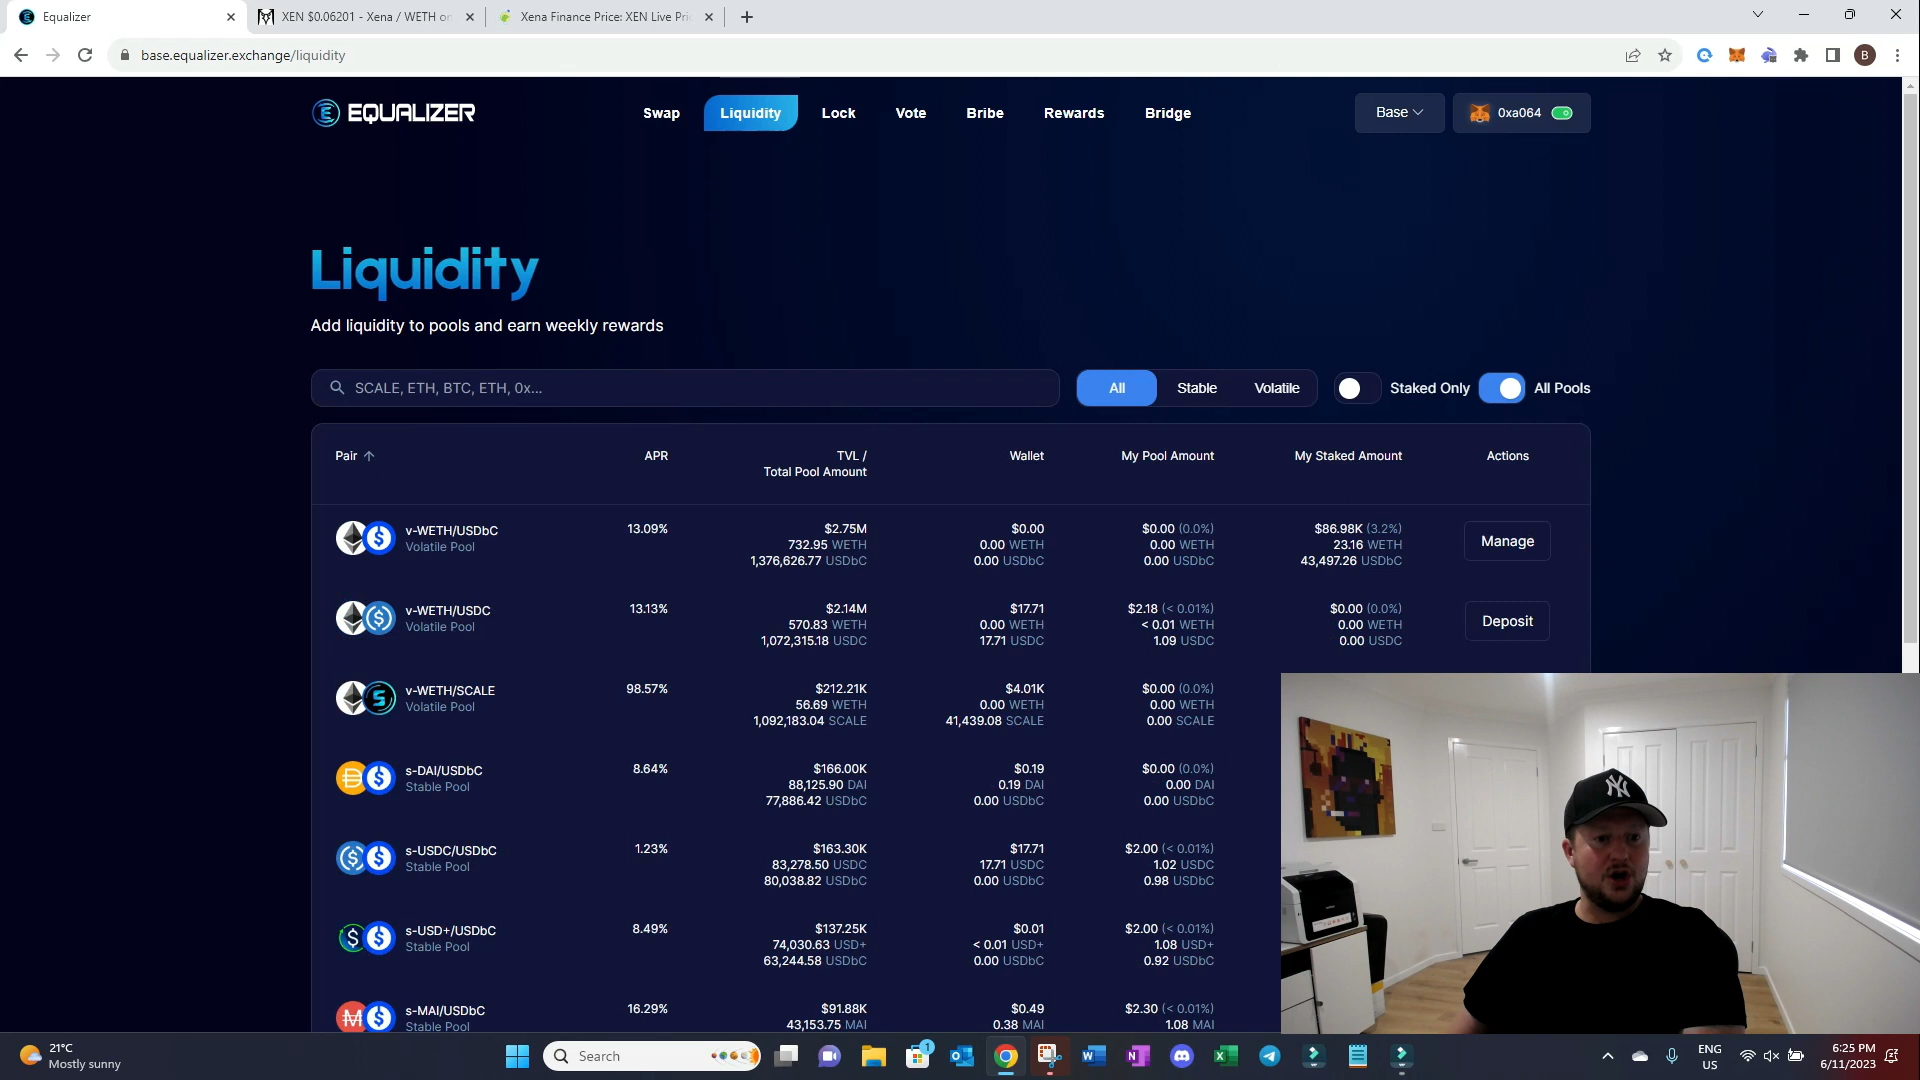 Equalizer
XEN $0.06201 - Xena / WETH on
Xena Finance Price: XEN Live Pri
base.equalizer.exchange/liquidity
B
EQUALIZER
Swap
Liquidity
Lock
Vote
Bribe
Rewards
Bridge
Base
0xa064
Liquidity
Add liquidity to pools and earn weekly rewards
SCALE, ETH, BTC, ETH, 0x...
All
Stable
Volatile
Staked Only
All Pools
Pair
APR
TVL /
Total Pool Amount
Wallet
My Pool Amount
My Staked Amount
Actions
v-WETH/USDbC
Volatile Pool
13.09%
$2.75M
732.95 WETH
1,376,626.77 USDbC
$0.00
0.00 WETH
0.00 USDbC
$0.00 (0.0%)
0.00 WETH
0.00 USDbC
$86.98K (3.2%)
23.16 WETH
43,497.26 USDbC
Manage
v-WETH/USDC
Volatile Pool
13.13%
$2.14M
570.83 WETH
1,072,315.18 USDC
$17.71
0.00 WETH
17.71 USDC
$2.18 (< 0.01%)
< 0.01 WETH
1.09 USDC
$0.00 (0.0%)
0.00 WETH
0.00 USDC
Deposit
v-WETH/SCALE
Volatile Pool
98.57%
$212.21K
56.69 WETH
1,092,183.04 SCALE
$4.01K
0.00 WETH
41,439.08 SCALE
$0.00 (0.0%)
0.00 WETH
0.00 SCALE
s-DAI/USDbC
Stable Pool
8.64%
$166.00K
88,125.90 DAI
77,886.42 USDbC
$0.19
0.19 DAI
0.00 USDbC
$0.00 (0.0%)
0.00 DAI
0.00 USDbC
s-USDC/USDbC
Stable Pool
1.23%
$163.30K
83,278.50 USDC
80,038.82 USDbC
$17.71
17.71 USDC
0.00 USDbC
$2.00 (< 0.01%)
1.02 USDC
0.98 USDbC
s-USD+/USDbC
Stable Pool
8.49%
$137.25K
74,030.63 USD+
63,244.58 USDbC
$0.01
< 0.01 USD+
0.00 USDbC
$2.00 (< 0.01%)
1.08 USD+
0.92 USDbC
s-MAI/USDbC
Stable Pool
16.29%
$91.88K
43,153.75 MAI
$0.49
0.38 MAI
$2.30 (< 0.01%)
1.08 MAI
NY
21°C
Mostly sunny
Search
1
ENG
US
6:25 PM
6/11/2023